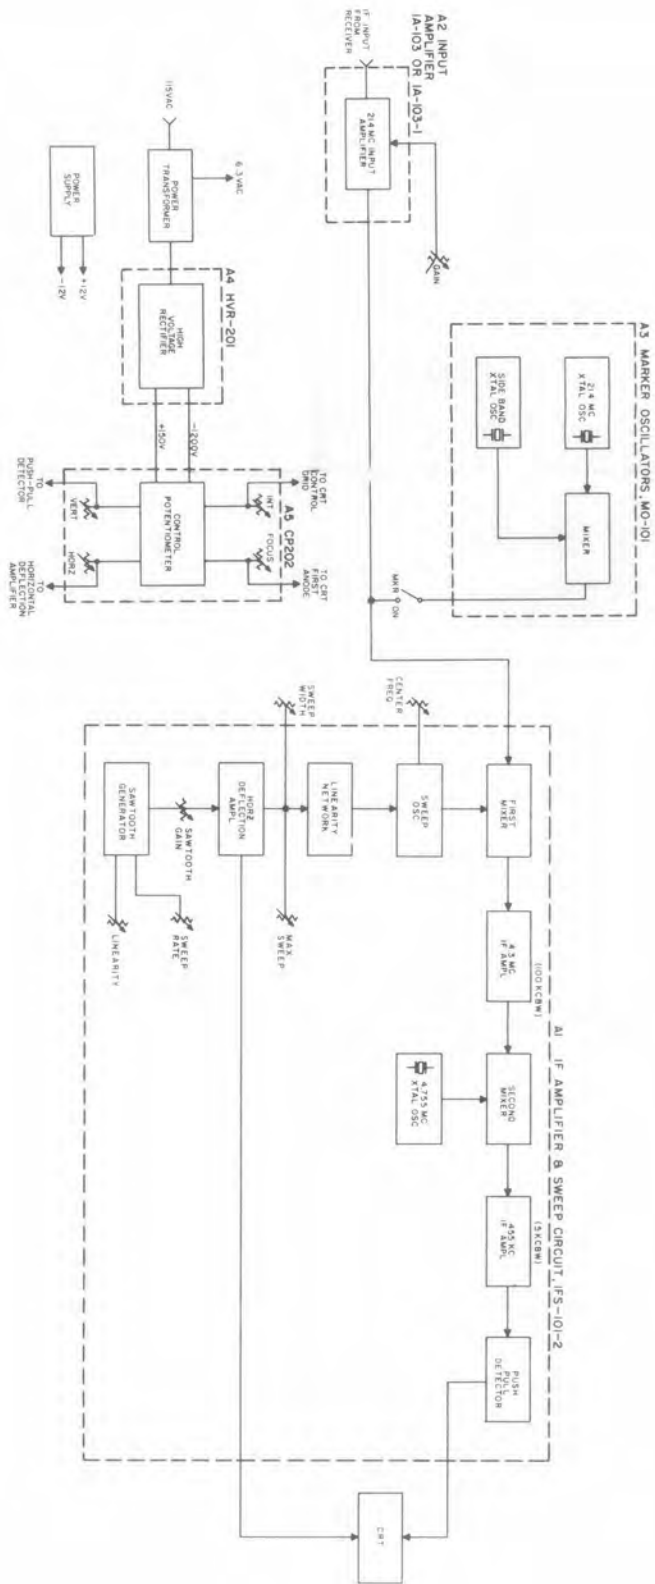 A2 INPUT
AMPLIFIER
IA-103 OR IA-103-1
IF INPUT
FROM
RECEIVER
214 MC INPUT
AMPLIFIER
GAIN
A3 MARKER OSCILLATORS, MO-101
214 MC
XTAL OSC
SIDE BAND
XTAL OSC
MIXER
MKR
ON
115VAC
6.3 VAC
POWER
TRANSFORMER
POWER
SUPPLY
+12V
-12V
A4 HVR-201
HIGH
VOLTAGE
RECTIFIER
-1200V
+150V
A5 CP202
TO CRT
CONTROL
GRID
INT
FOCUS
TO CRT
FIRST
ANODE
CONTROL
POTENTIOMETER
VERT
HORZ
TO
PUSH-PULL
DETECTOR
TO
HORIZONTAL
DEFLECTION
AMPLIFIER
A1 IF AMPLIFIER & SWEEP CIRCUIT, IFS-101-2
FIRST
MIXER
(100 KCBW)
4.3 MC
IF AMPL
SECOND
MIXER
(5 KCBW)
455 KC
IF AMPL
PUSH
PULL
DETECTOR
4.755 MC
XTAL OSC
CENTER
FREQ
SWEEP
OSC
LINEARITY
NETWORK
SWEEP
WIDTH
MAX
SWEEP
HORZ
DEFLECTION
AMPL
SAWTOOTH
GAIN
SAWTOOTH
GENERATOR
SWEEP
RATE
LINEARITY
CRT